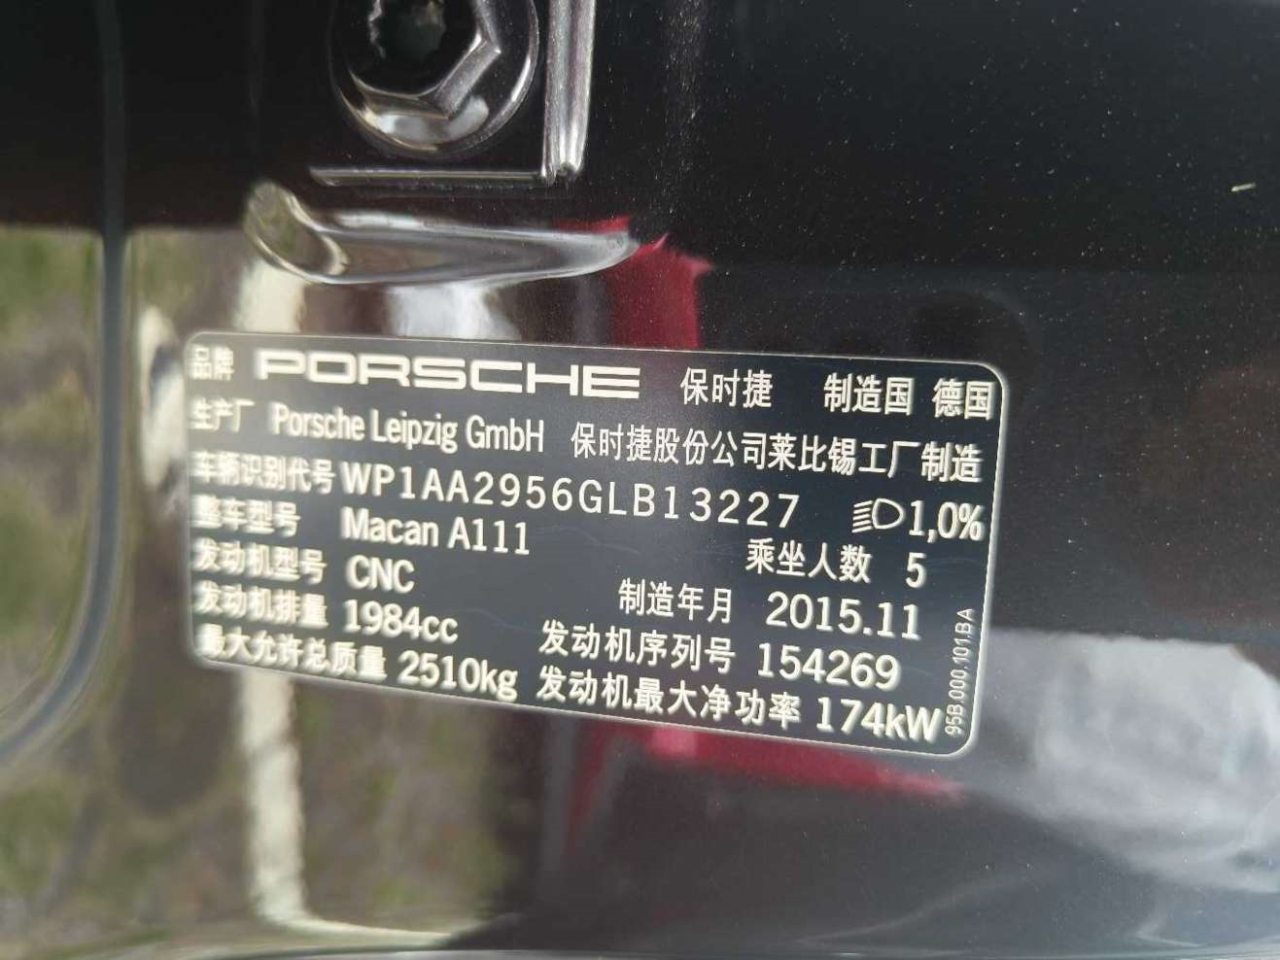 品牌 PORSCHE 保时捷 制造国 德国
生产厂 Porsche Leipzig GmbH 保时捷股份公司莱比锡工厂制造
车辆识别代号 WP1AA2956GLB13227 1,0%
整车型号 Macan A111 乘坐人数 5
发动机型号 CNC 制造年月 2015.11
发动机排量 1984cc 发动机序列号 154269
最大允许总质量 2510kg 发动机最大净功率 174kW
95B.000.101.BA